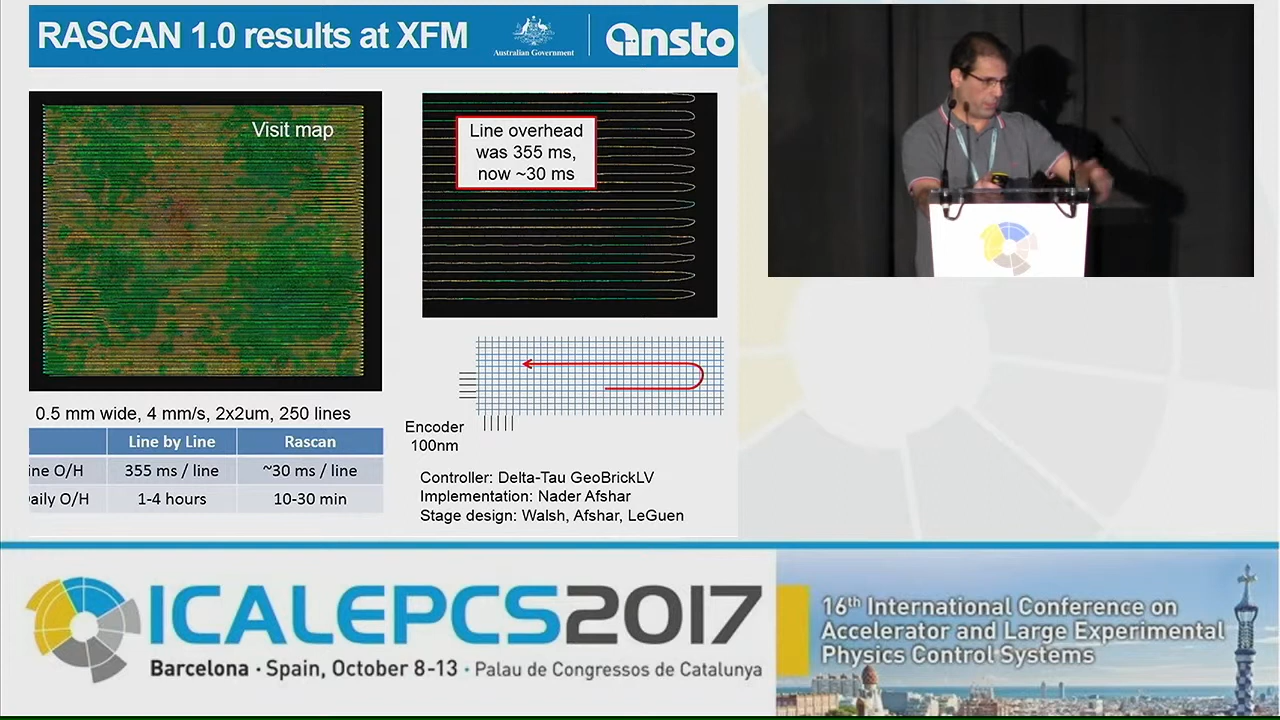 RASCAN 1.0 results at XFM
Australian Government
ansto
Visit map
Line overhead
was 355 ms,
now ~30 ms
0.5 mm wide, 4 mm/s, 2x2um, 250 lines
Line by Line
Rascan
ine O/H
355 ms / line
~30 ms / line
aily O/H
1-4 hours
10-30 min
Encoder
100nm
Controller: Delta-Tau GeoBrickLV
Implementation: Nader Afshar
Stage design: Walsh, Afshar, LeGuen
ICALEPCS2017
Barcelona · Spain, October 8-13 · Palau de Congressos de Catalunya
16th International Conference on
Accelerator and Large Experimental
Physics Control Systems